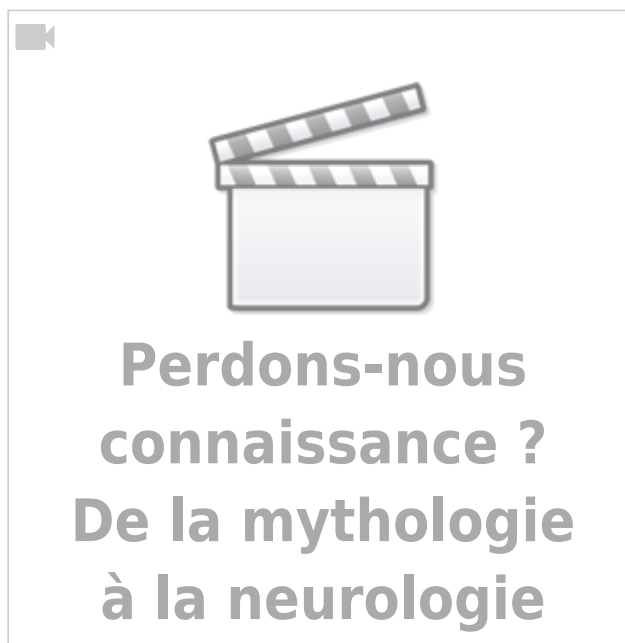 Perdons-nous
connaissance ?
De la mythologie
à la neurologie